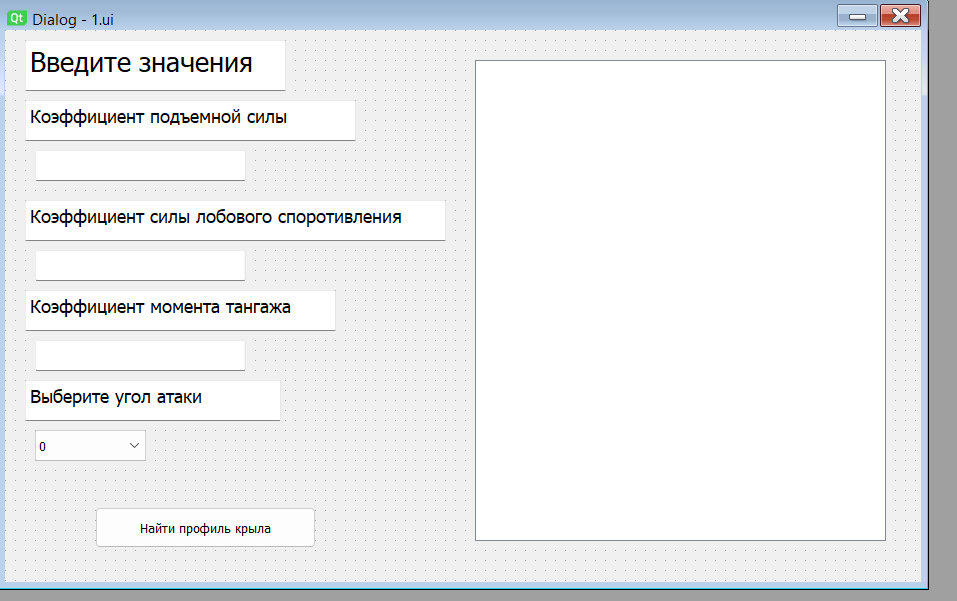 Qt Dialog - 1.ui
Введите значения
Коэффициент подъемной силы
Коэффициент силы лобового споротивления
Коэффициент момента тангажа
Выберите угол атаки
0
Найти профиль крыла